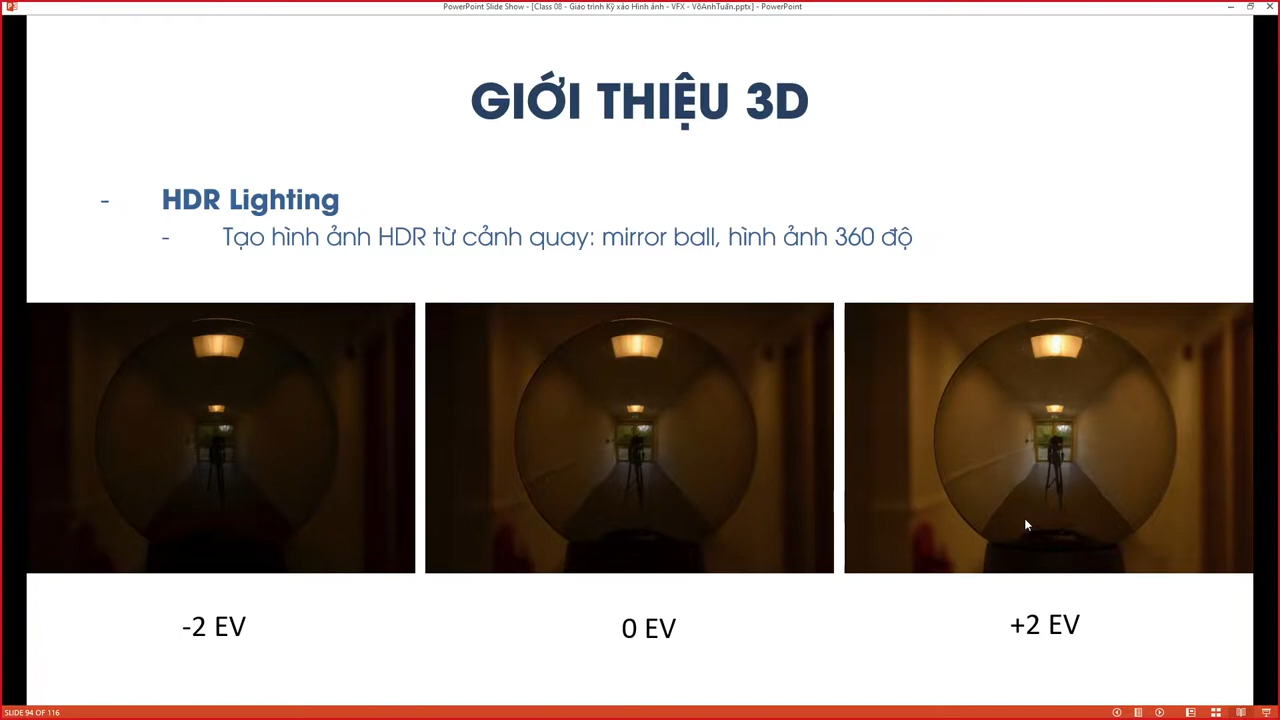 PowerPoint Slide Show - [Class 08 - Giáo trình Kỹ xảo Hình ảnh - VFX - VõAnhTuấn.pptx] - PowerPoint
GIỚI THIỆU 3D
- HDR Lighting
- Tạo hình ảnh HDR từ cảnh quay: mirror ball, hình ảnh 360 độ
-2 EV
0 EV
+2 EV
SLIDE 94 OF 116